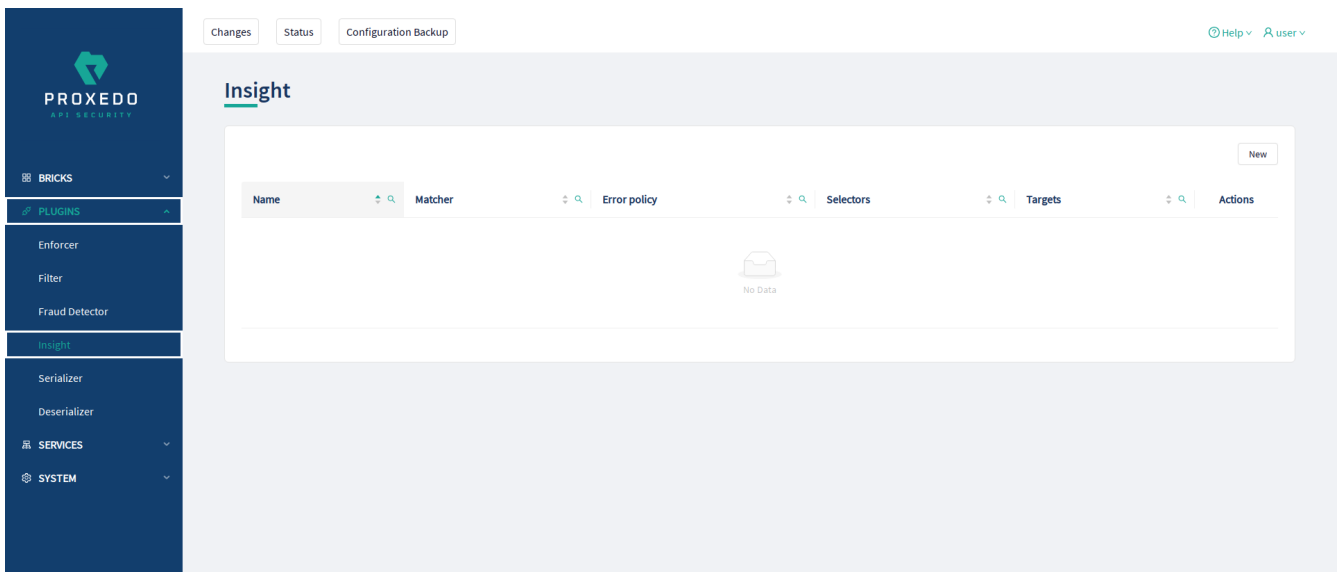 Changes Status Configuration Backup Help user
PROXEDO
API SECURITY
BRICKS
PLUGINS
Enforcer
Filter
Fraud Detector
Insight
Serializer
Deserializer
SERVICES
SYSTEM
Insight
New
Name Matcher Error policy Selectors Targets Actions
No Data